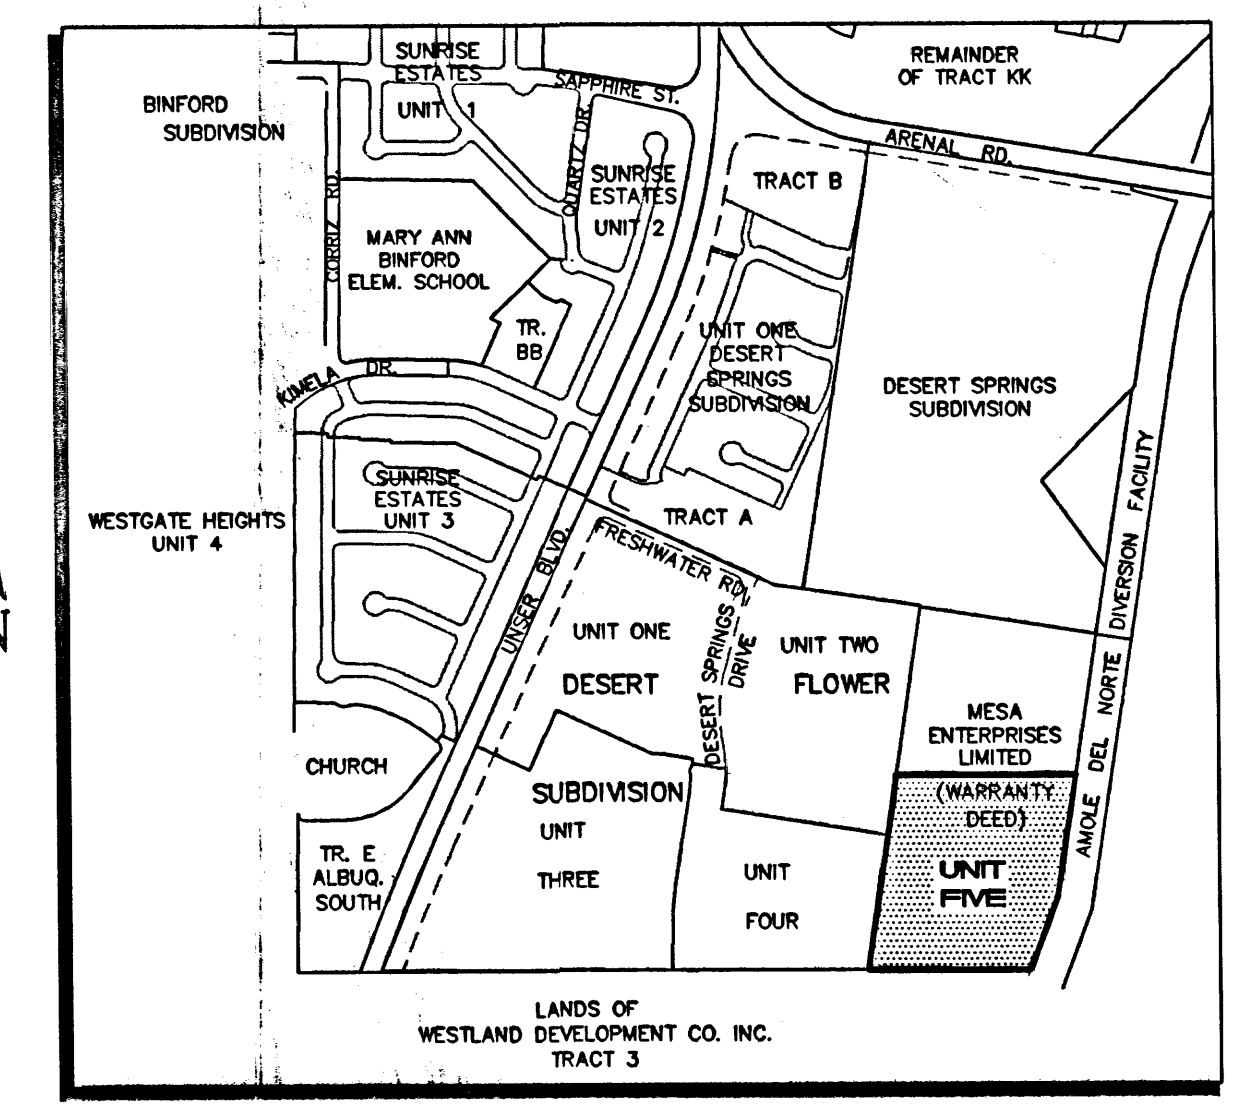 REMAINDER
OF TRACT KK
SUNRISE
ESTATES
UNIT 1
BINFORD
SUBDIVISION
SAPPHIRE ST.
QUARTZ DR.
ARENAL RD.
TRACT B
SUNRISE
ESTATES
UNIT 2
CORRIZ RD.
MARY ANN
BINFORD
ELEM. SCHOOL
TR.
BB
UNIT ONE
DESERT
SPRINGS
SUBDIVISION
KIMELA DR.
DESERT SPRINGS
SUBDIVISION
SUNRISE
ESTATES
UNIT 3
WESTGATE HEIGHTS
UNIT 4
TRACT A
FRESHWATER RD.
UNSER BLVD.
UNIT ONE
DESERT
DESERT SPRINGS
DRIVE
UNIT TWO
FLOWER
AMOLE DEL NORTE DIVERSION FACILITY
MESA
ENTERPRISES
LIMITED
(WARRANTY
DEED)
CHURCH
SUBDIVISION
UNIT
THREE
TR. E
ALBUQ.
SOUTH
UNIT
FOUR
UNIT
FIVE
LANDS OF
WESTLAND DEVELOPMENT CO. INC.
TRACT 3